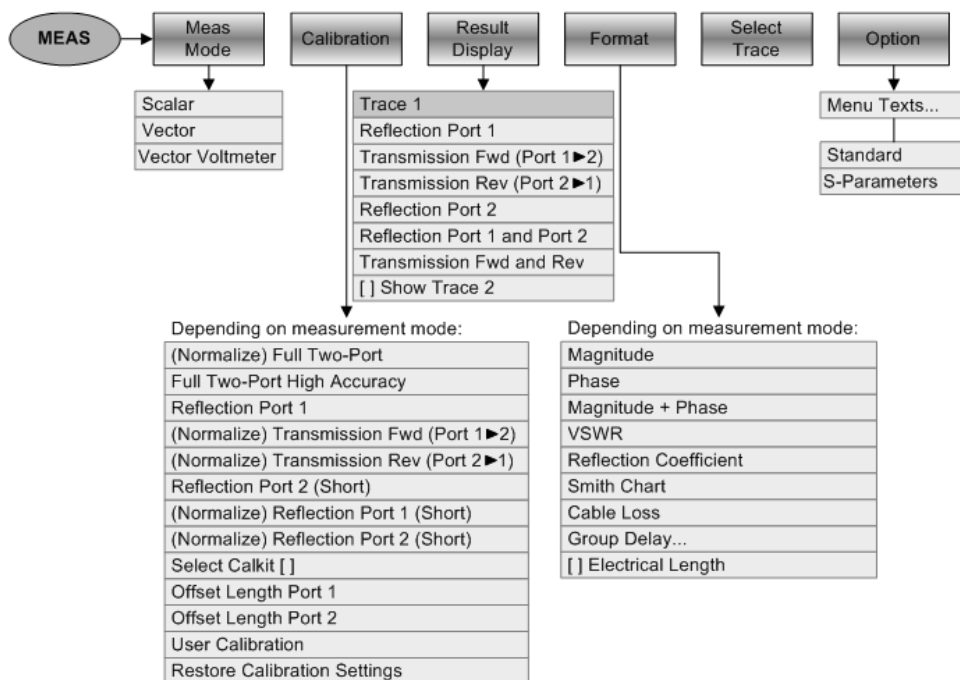 MEAS
Meas
Mode
Calibration
Result
Display
Format
Select
Trace
Option
Scalar
Vector
Vector Voltmeter
Trace 1
Reflection Port 1
Transmission Fwd (Port 1►2)
Transmission Rev (Port 2►1)
Reflection Port 2
Reflection Port 1 and Port 2
Transmission Fwd and Rev
[ ] Show Trace 2
Menu Texts...
Standard
S-Parameters
Depending on measurement mode:
(Normalize) Full Two-Port
Full Two-Port High Accuracy
Reflection Port 1
(Normalize) Transmission Fwd (Port 1►2)
(Normalize) Transmission Rev (Port 2►1)
Reflection Port 2 (Short)
(Normalize) Reflection Port 1 (Short)
(Normalize) Reflection Port 2 (Short)
Select Calkit [ ]
Offset Length Port 1
Offset Length Port 2
User Calibration
Restore Calibration Settings
Depending on measurement mode:
Magnitude
Phase
Magnitude + Phase
VSWR
Reflection Coefficient
Smith Chart
Cable Loss
Group Delay...
[ ] Electrical Length